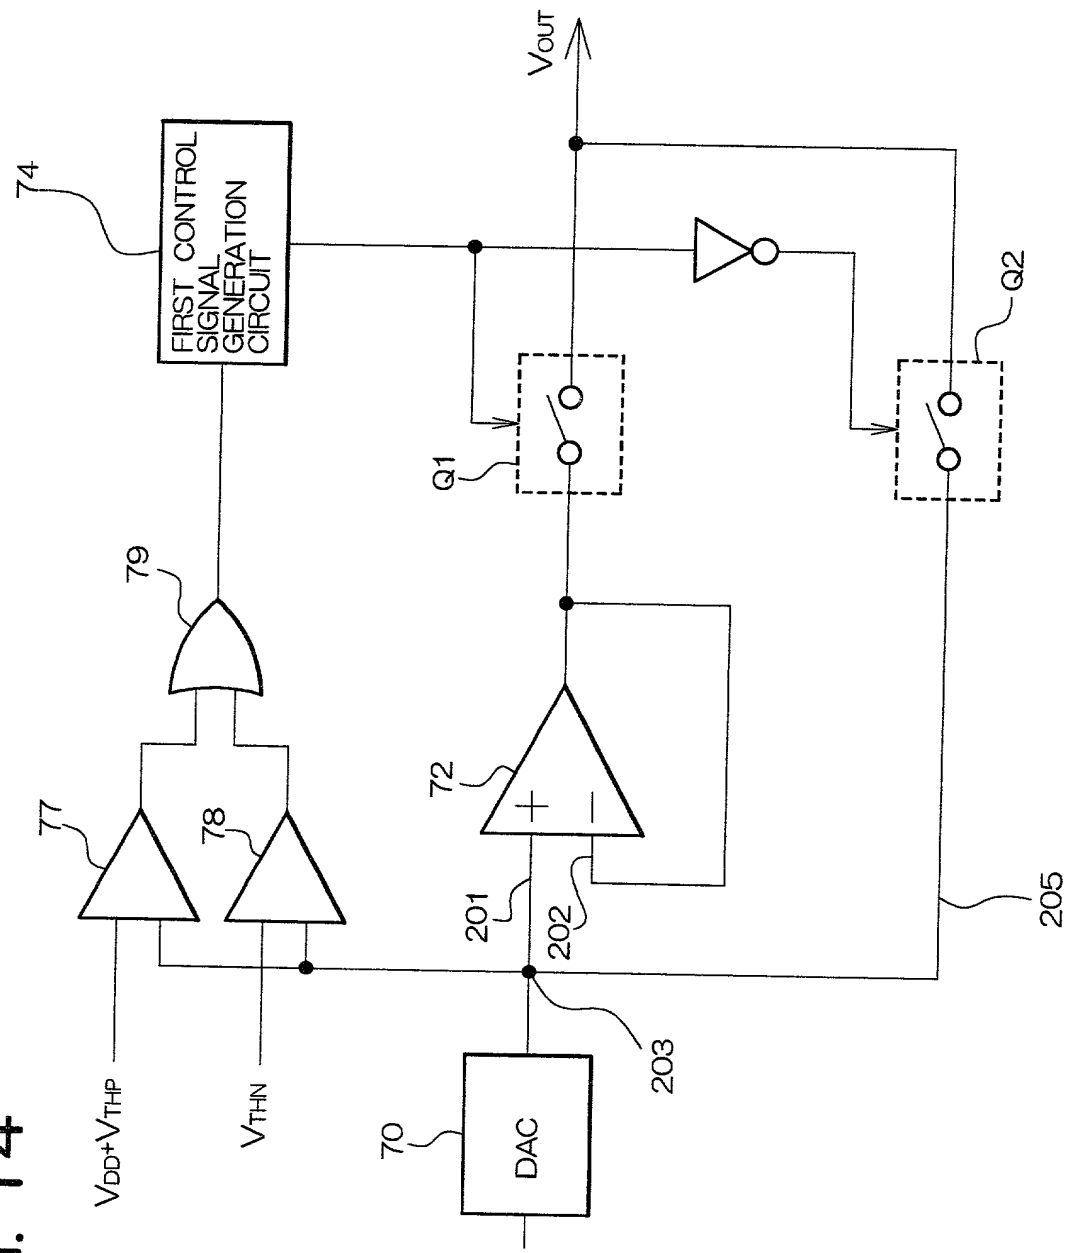 74
FIRST CONTROL
SIGNAL
GENERATION
CIRCUIT
VOUT
79
Q1
Q2
77
78
72
+
−
201
202
205
VDD+VTHP
VTHN
203
70
DAC
14